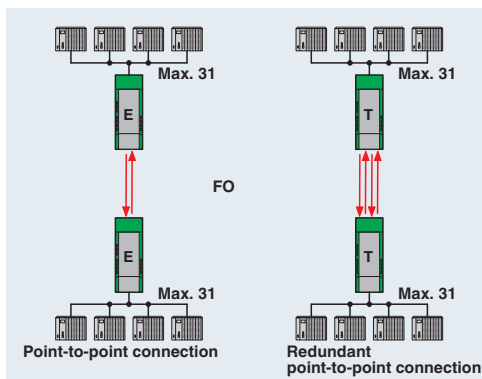 Max. 31
Max. 31
E
T
FO
E
T
Max. 31
Max. 31
Point-to-point connection
Redundant
point-to-point connection